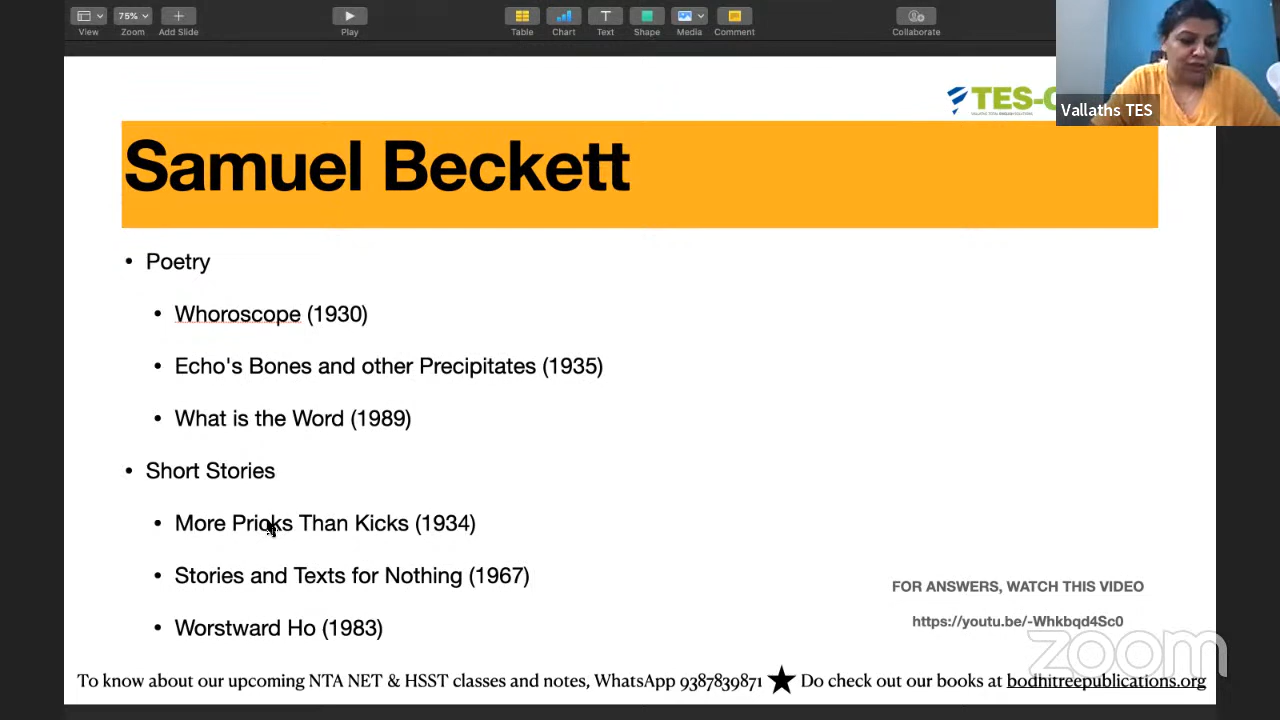 View
75%
Zoom
Add Slide
Play
Table
Chart
Text
Shape
Media
Comment
Collaborate
TES-
Vallaths TES
Samuel Beckett
• Poetry
• Whoroscope (1930)
• Echo's Bones and other Precipitates (1935)
• What is the Word (1989)
• Short Stories
• More Pricks Than Kicks (1934)
• Stories and Texts for Nothing (1967)
• Worstward Ho (1983)
FOR ANSWERS, WATCH THIS VIDEO
https://youtu.be/-Whkbqd4Sc0
zoom
To know about our upcoming NTA NET & HSST classes and notes, WhatsApp 9387839871 ★ Do check out our books at bodhitreepublications.org